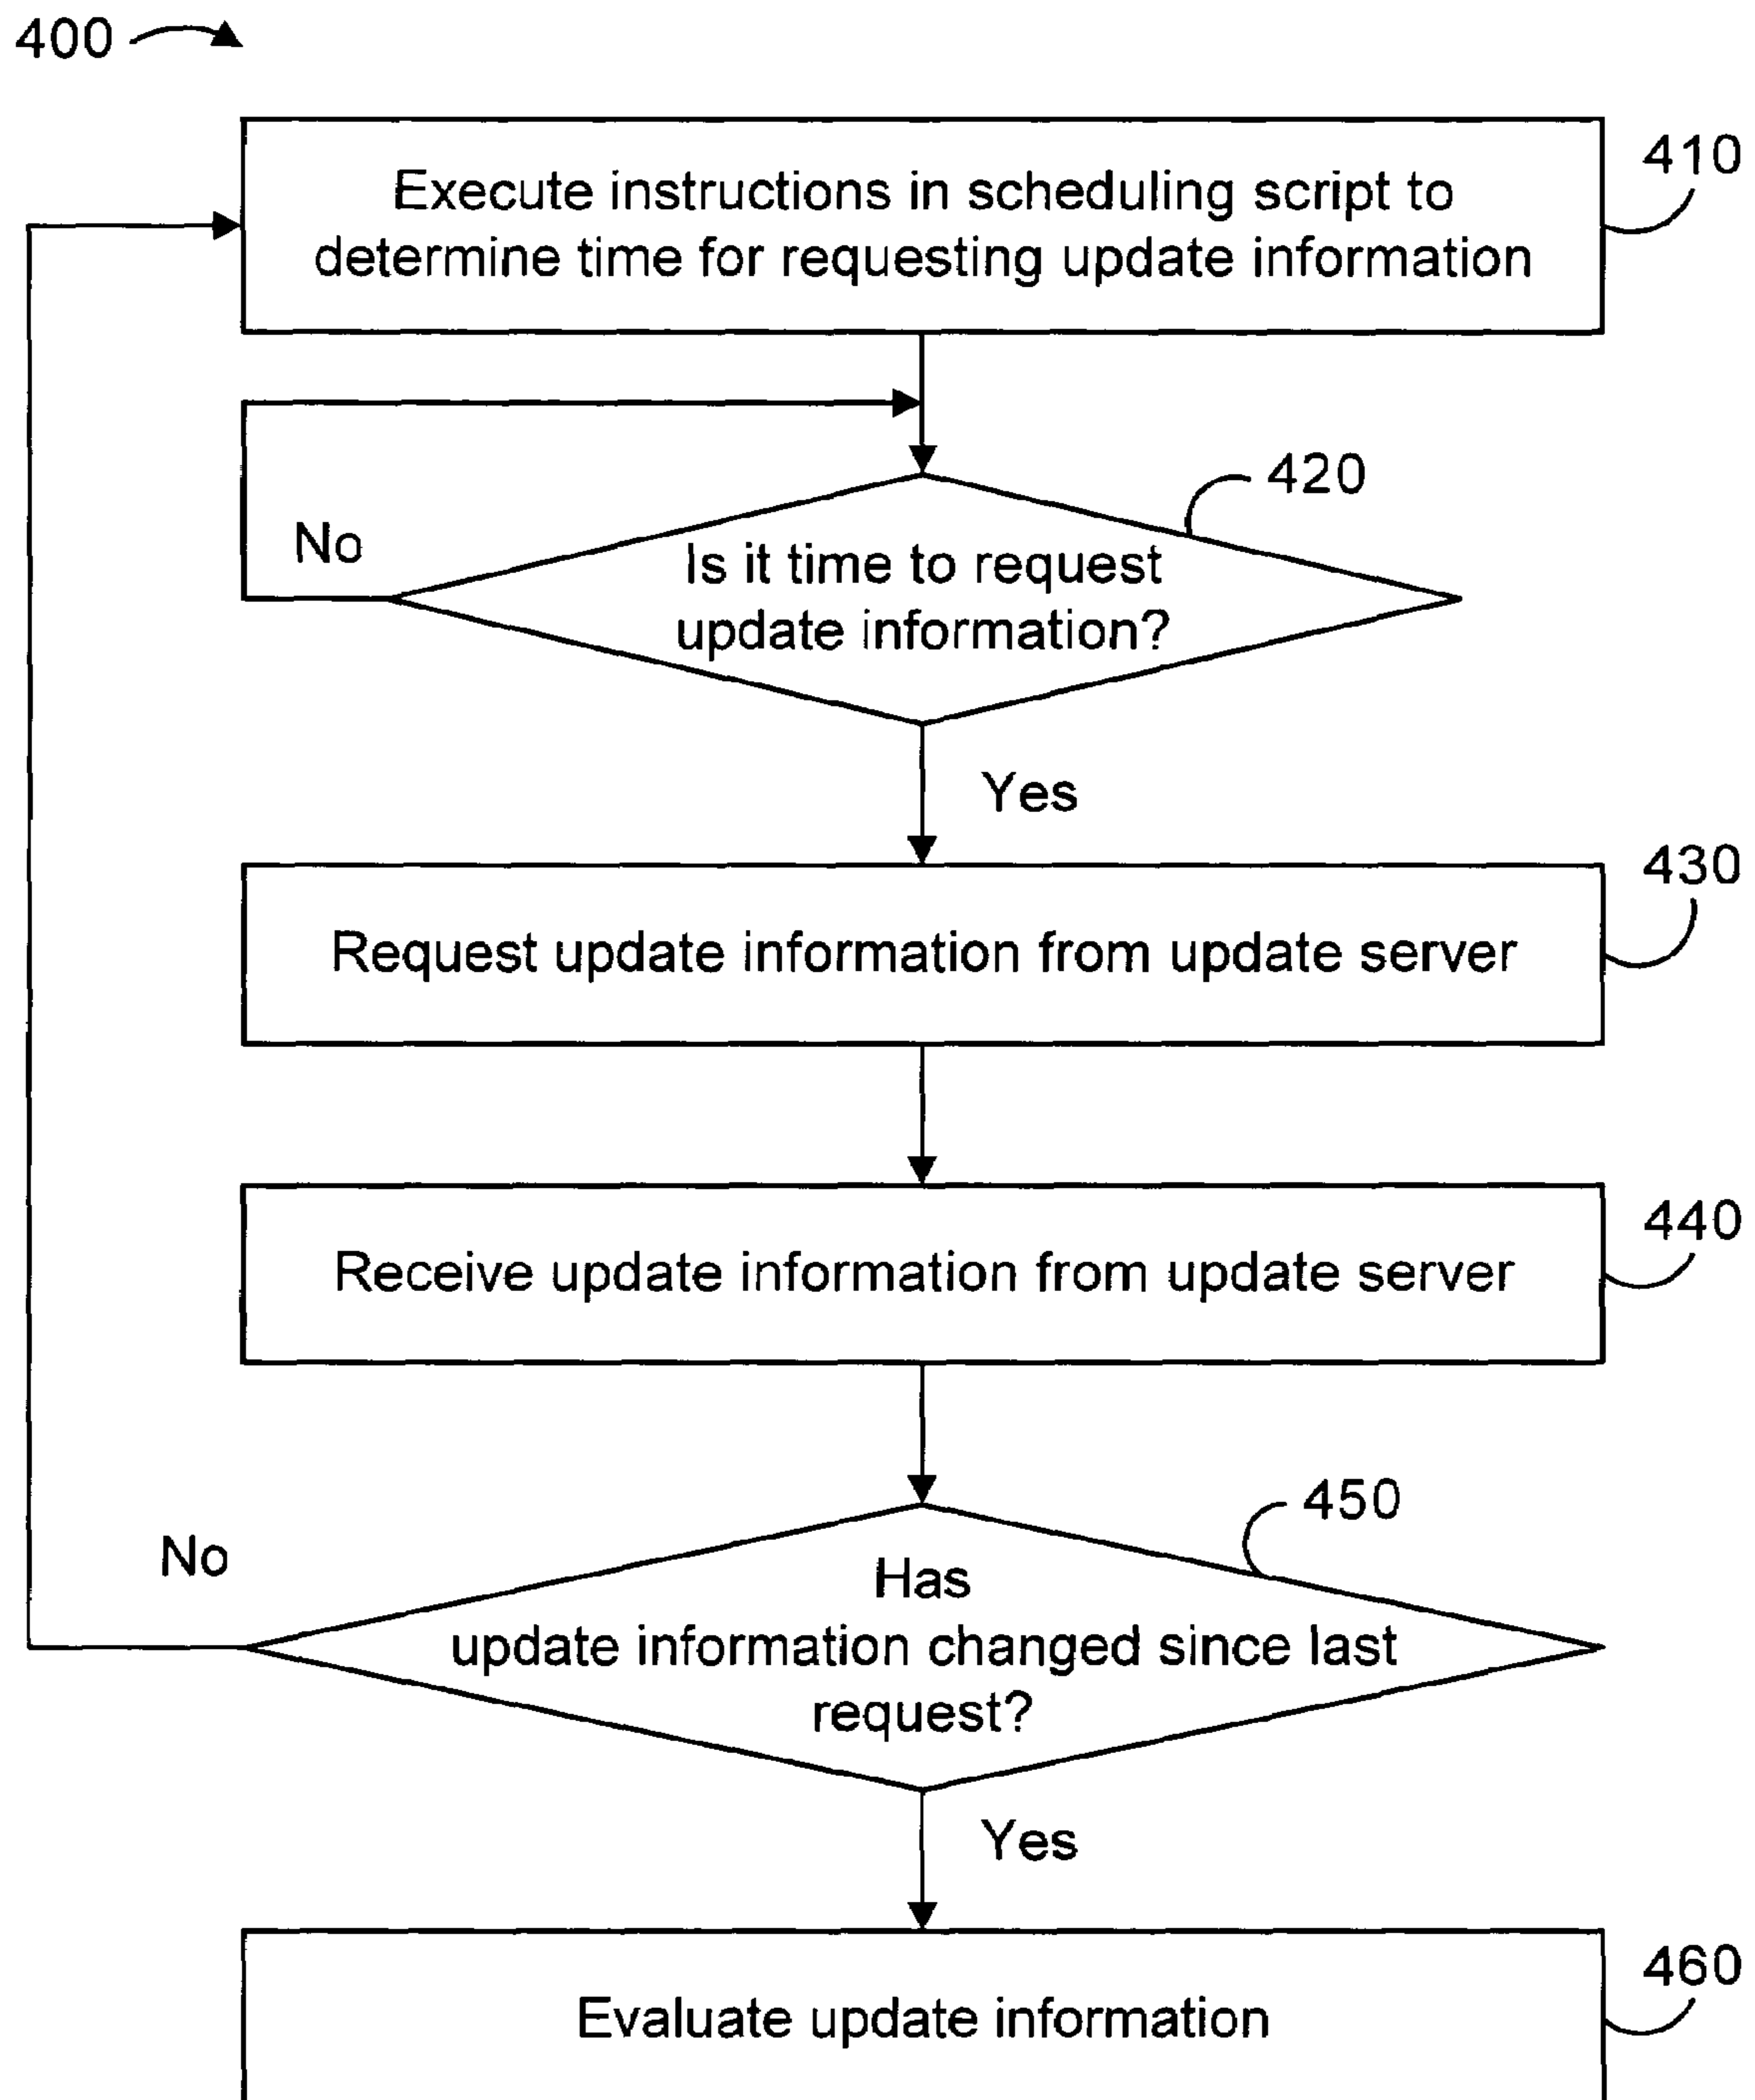 400
410
Execute instructions in scheduling script to
determine time for requesting update information
420
No
Is it time to request
update information?
Yes
430
Request update information from update server
440
Receive update information from update server
450
No
Has
update information changed since last
request?
Yes
460
Evaluate update information